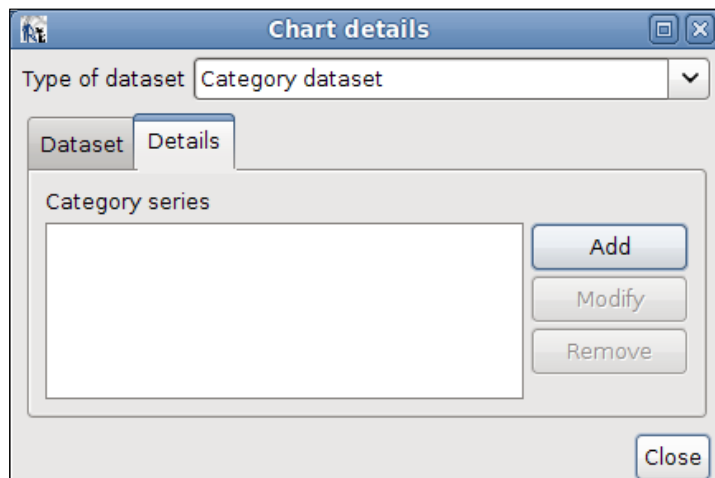 Chart details
Type of dataset Category dataset
Dataset Details
Category series
Add
Modify
Remove
Close